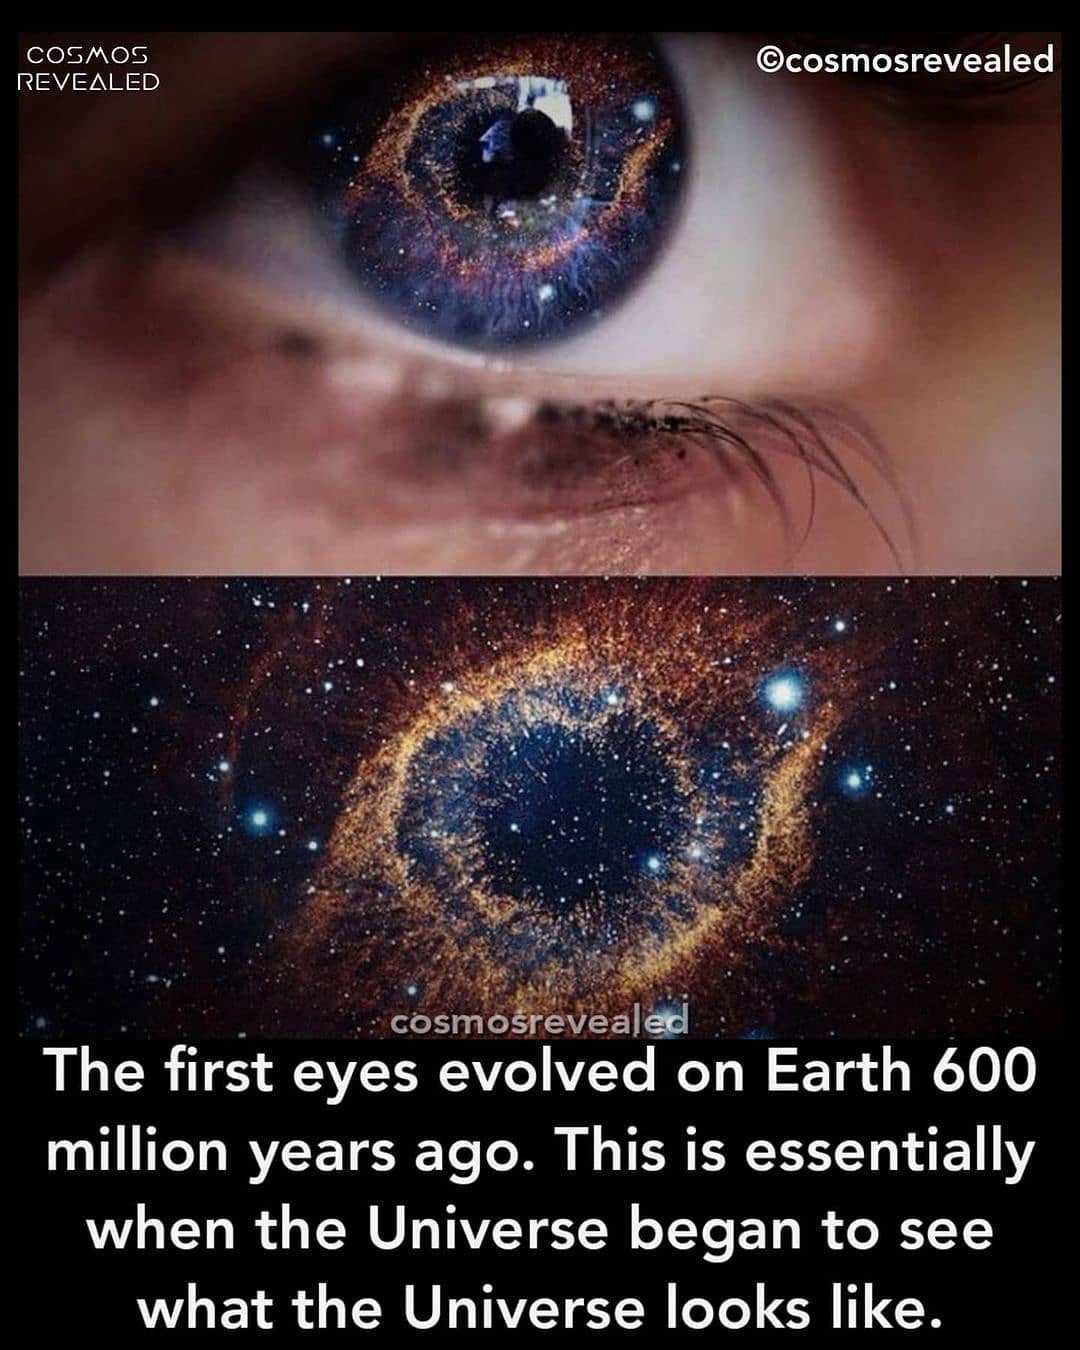 COSMOS
REVEALED
©cosmosrevealed
cosmosrevealed
The first eyes evolved on Earth 600
million years ago. This is essentially
when the Universe began to see
what the Universe looks like.